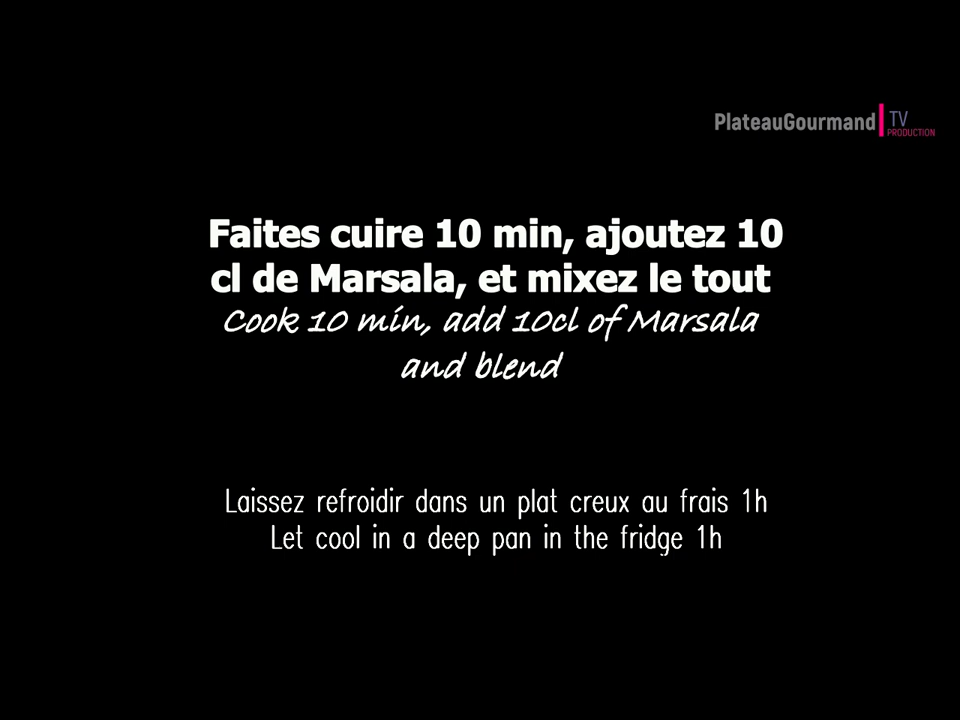 PlateauGourmand TV
PRODUCTION
Faites cuire 10 min, ajoutez 10
cl de Marsala, et mixez le tout
Cook 10 min, add 10cl of Marsala
and blend
Laissez refroidir dans un plat creux au frais 1h
Let cool in a deep pan in the fridge 1h